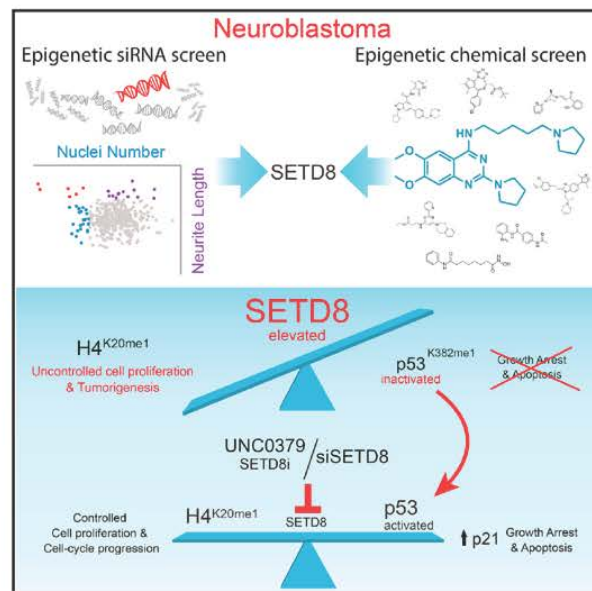 Neuroblastoma
Epigenetic siRNA screen
Epigenetic chemical screen
Nuclei Number
Neurite Length
SETD8
SETD8
elevated
H4K20me1
Uncontrolled cell proliferation
& Tumorigenesis
p53K382me1
inactivated
Growth Arrest
& Apoptosis
UNC0379
SETD8i
/siSETD8
SETD8
Controlled
Cell proliferation &
Cell-cycle progression
H4K20me1
p53
activated
p21
Growth Arrest
& Apoptosis